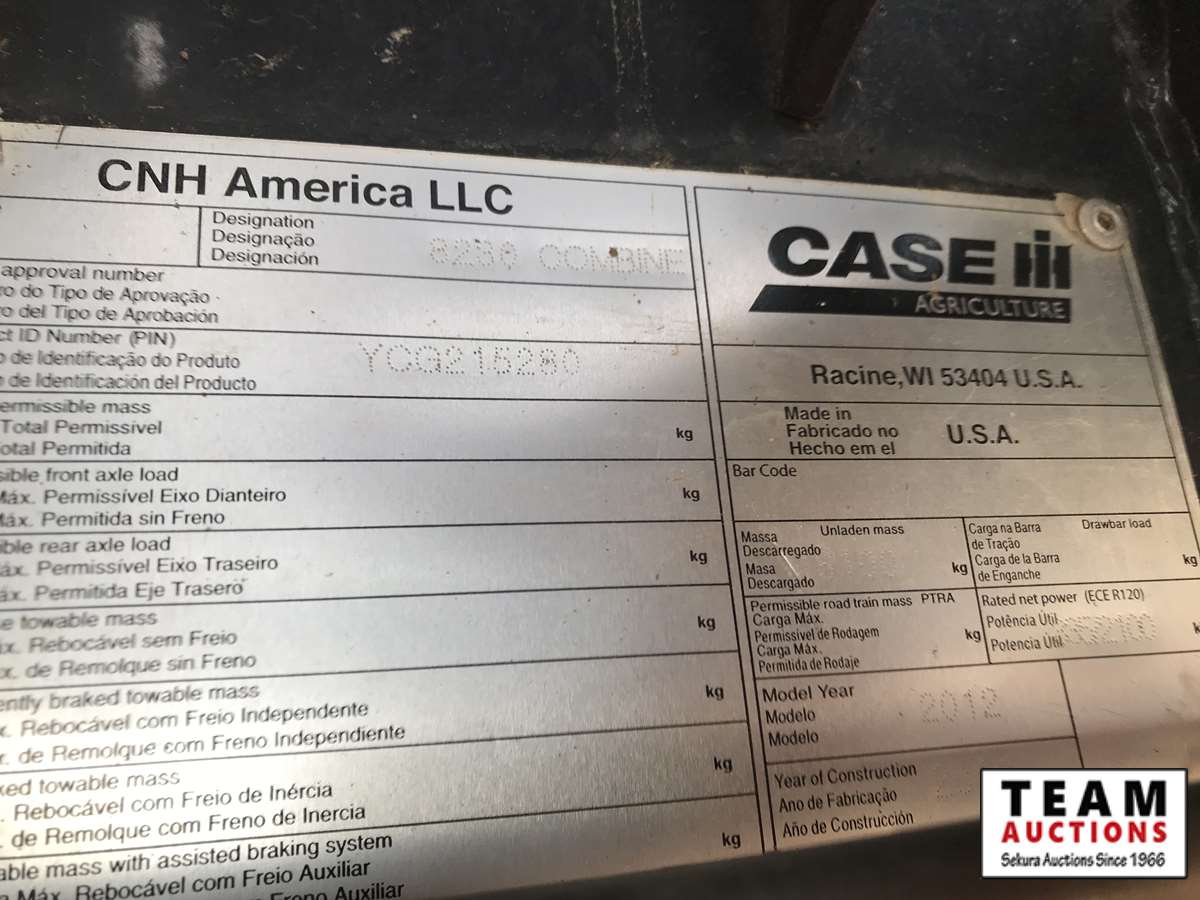 CNH America LLC
Designation
Designação
Designación
COMBINE
approval number
ro do Tipo de Aprovação
ro del Tipo de Aprobación
ct ID Number (PIN)
o de Identificação do Produto
o de Identificación del Producto
YCG215280
ermissible mass
Total Permissível
otal Permitida
kg
sible front axle load
Máx. Permissível Eixo Dianteiro
Máx. Permitida sin Freno
kg
ible rear axle load
áx. Permissível Eixo Traseiro
áx. Permitida Eje Trasero
kg
e towable mass
x. Rebocável sem Freio
x. de Remolque sin Freno
kg
ently braked towable mass
x. Rebocável com Freio Independente
r. de Remolque com Freno Independiente
kg
ked towable mass
. Rebocável com Freio de Inércia
. de Remolque com Freno de Inercia
kg
able mass with assisted braking system
Máx. Rebocável com Freio Auxiliar
Freno Auxiliar
kg
CASE IH
AGRICULTURE
Racine, WI 53404 U.S.A.
Made in
Fabricado no
Hecho em el
U.S.A.
Bar Code
Unladen mass
Massa
Descarregado
Masa
Descargado
kg
Drawbar load
Carga na Barra
de Tração
Carga de la Barra
de Enganche
kg
Permissible road train mass PTRA
Carga Máx.
Permissível de Rodagem
Carga Máx.
Permitida de Rodaje
kg
Rated net power (ECE R120)
Potência Útil
Potencia Útil
Model Year
Modelo
Modelo
2012
Year of Construction
Ano de Fabricação
Año de Construcción
TEAM
AUCTIONS
Sekura Auctions Since 1966